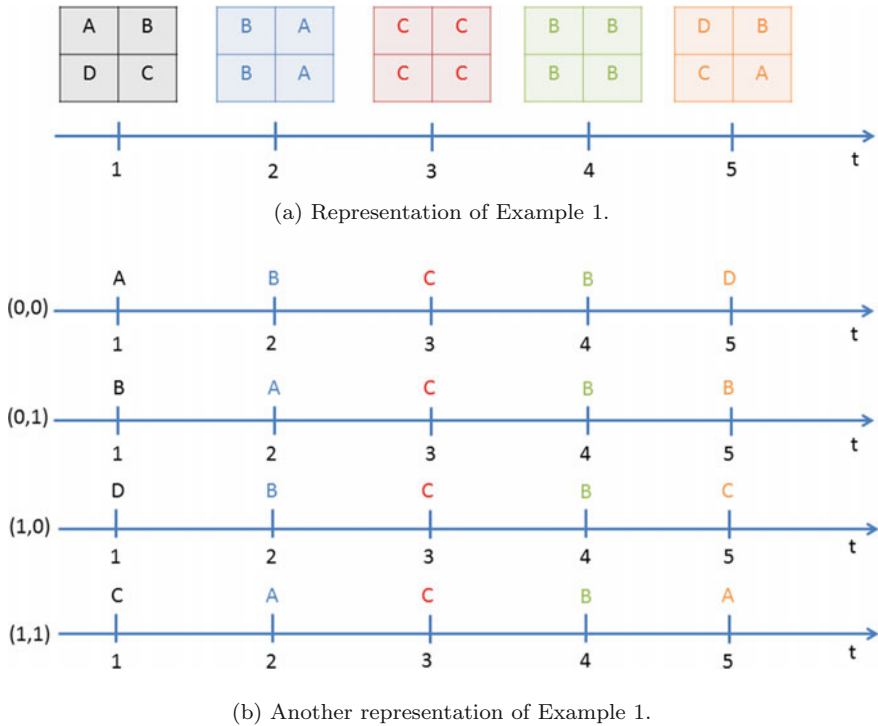 A B B A C C B B D B
D C B A C C B B C A
1 2 3 4 5 t
(a) Representation of Example 1.
A B C B D
(0,0)
1 2 3 4 5 t
B A C B B
(0,1)
1 2 3 4 5 t
D B C B C
(1,0)
1 2 3 4 5 t
C A C B A
(1,1)
1 2 3 4 5 t
(b) Another representation of Example 1.